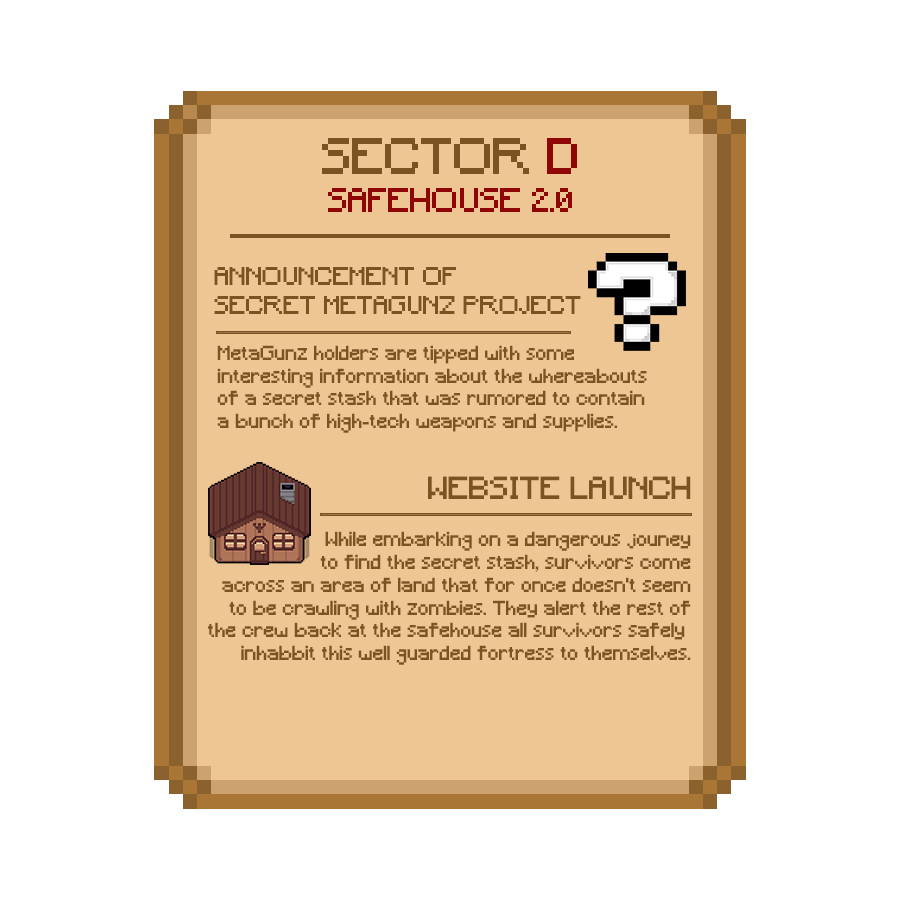 SECTOR D
SAFEHOUSE 2.0
ANNOUNCEMENT OF
SECRET METAGUNZ PROJECT
MetaGunz holders are tipped with some
interesting information about the whereabouts
of a secret stash that was rumored to contain
a bunch of high-tech weapons and supplies.
WEBSITE LAUNCH
While embarking on a dangerous jouney
to find the secret stash, survivors come
across an area of land that for once doesn't seem
to be crawling with zombies. They alert the rest of
the crew back at the safehouse all survivors safely
inhabbit this well guarded fortress to themselves.